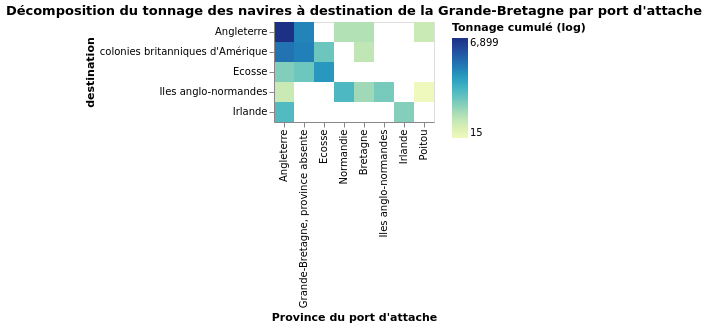 Décomposition du tonnage des navires à destination de la Grande-Bretagne par port d'attache
Tonnage cumulé (log)
6,899
15
destination
Angleterre
colonies britanniques d'Amérique
Ecosse
Iles anglo-normandes
Irlande
Angleterre
Grande-Bretagne, province absente
Ecosse
Normandie
Bretagne
Iles anglo-normandes
Irlande
Poitou
Province du port d'attache